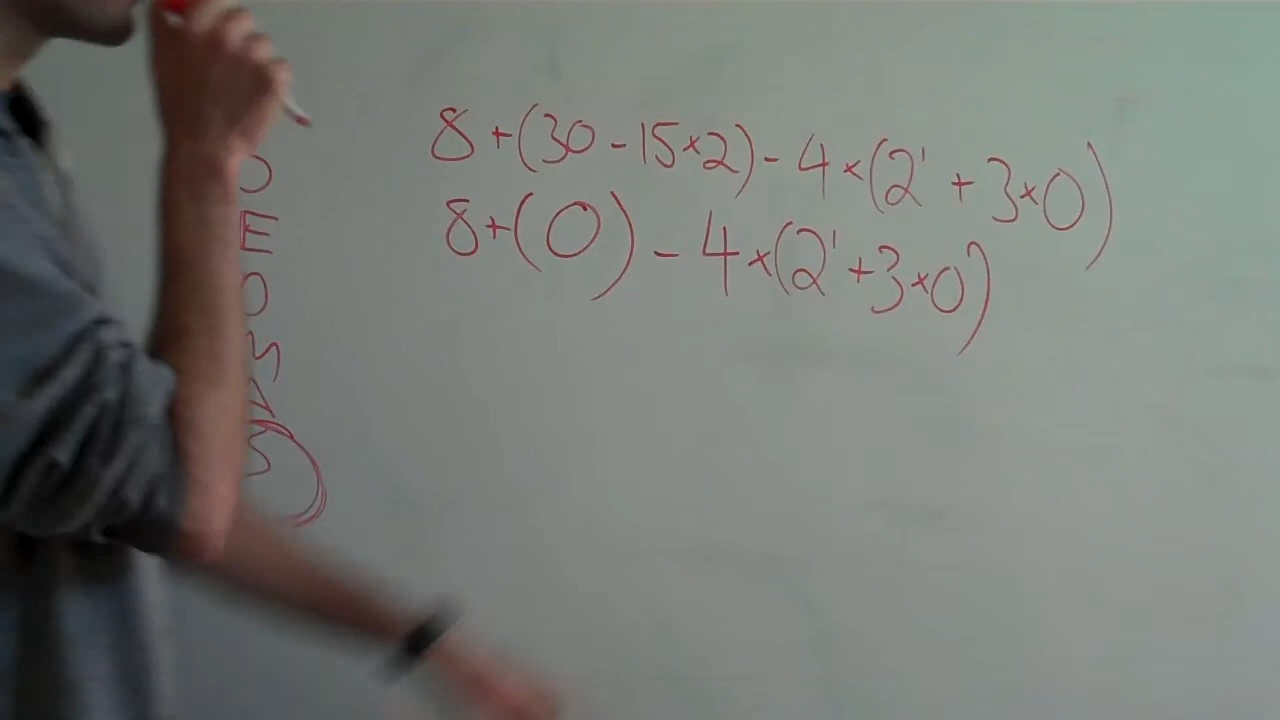 8+(30-15×2)-4×(2¹+3×0)
8+(0)-4×(2¹+3×0)
O
E
D
M
A
S